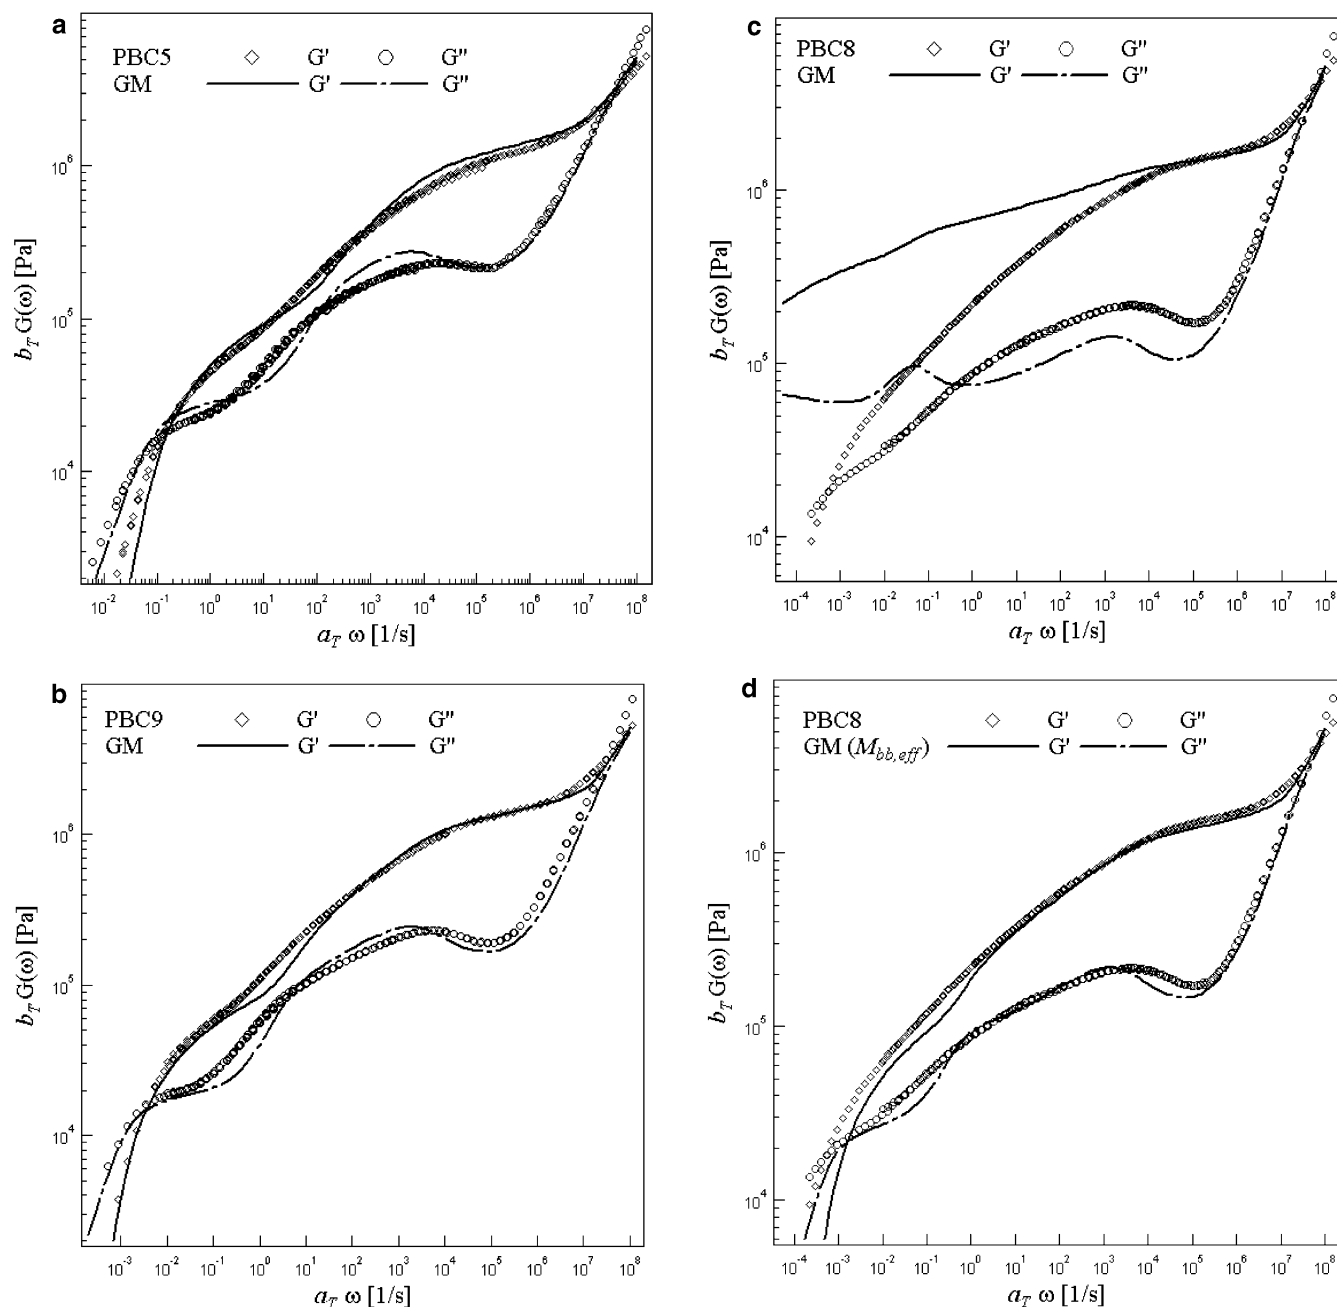 a
PBC5 ◇ G' ○ G"
GM G' G"
b_T G(ω) [Pa]
10^6
10^5
10^4
10^-2 10^-1 10^0 10^1 10^2 10^3 10^4 10^5 10^6 10^7 10^8
a_T ω [1/s]
c
PBC8 ◇ G' ○ G"
GM G' G"
b_T G(ω) [Pa]
10^6
10^5
10^4
10^-4 10^-3 10^-2 10^-1 10^0 10^1 10^2 10^3 10^4 10^5 10^6 10^7 10^8
a_T ω [1/s]
b
PBC9 ◇ G' ○ G"
GM G' G"
b_T G(ω) [Pa]
10^6
10^5
10^4
10^-3 10^-2 10^-1 10^0 10^1 10^2 10^3 10^4 10^5 10^6 10^7 10^8
a_T ω [1/s]
d
PBC8 ◇ G' ○ G"
GM (M_bb,eff) G' G"
b_T G(ω) [Pa]
10^6
10^5
10^4
10^-4 10^-3 10^-2 10^-1 10^0 10^1 10^2 10^3 10^4 10^5 10^6 10^7 10^8
a_T ω [1/s]